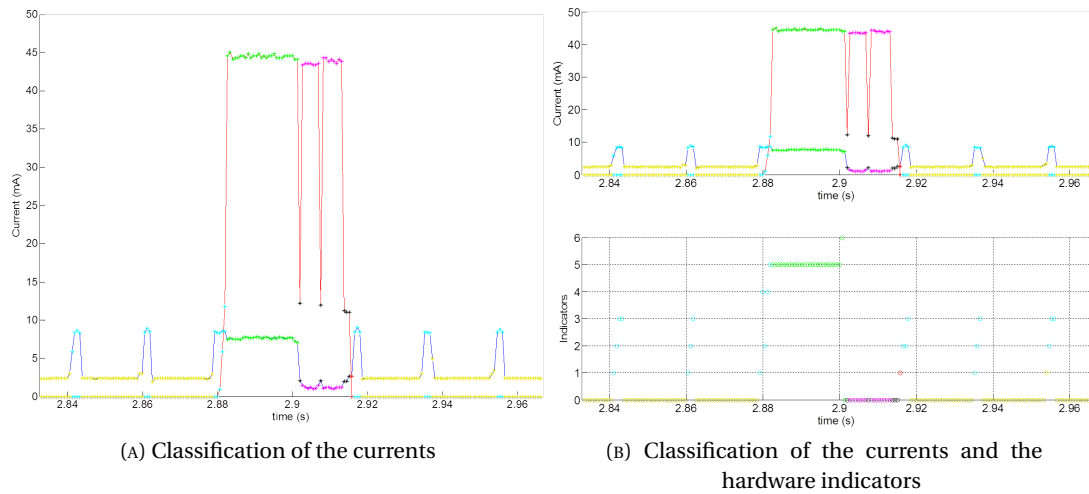 50
45
40
35
30
25
20
15
10
5
0
Current (mA)
2.84 2.86 2.88 2.9 2.92 2.94 2.96
time (s)
(A) Classification of the currents
50
40
30
20
10
0
Current (mA)
2.84 2.86 2.88 2.9 2.92 2.94 2.96
time (s)
6
5
4
3
2
1
0
Indicators
2.84 2.86 2.88 2.9 2.92 2.94 2.96
time (s)
(B) Classification of the currents and the
hardware indicators